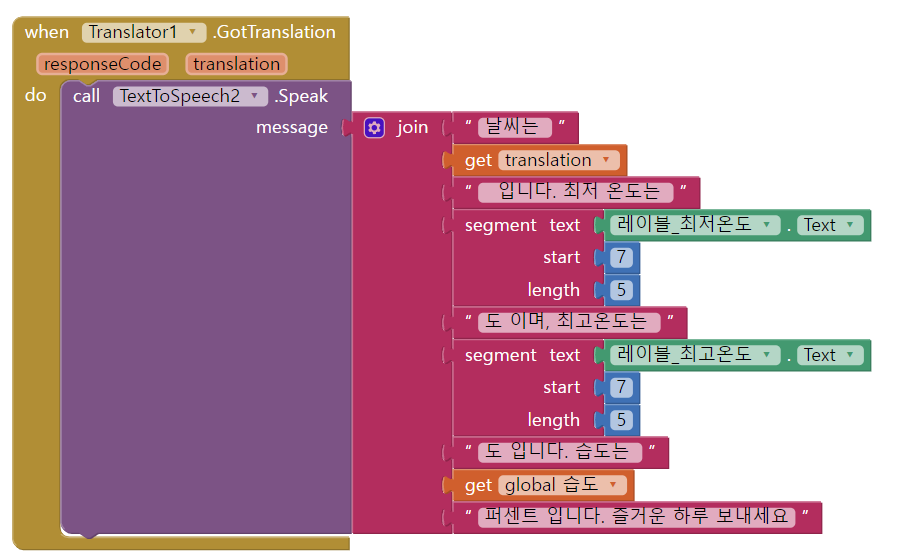 when Translator1 .GotTranslation
responseCode translation
do call TextToSpeech2 .Speak
message join " 날씨는 "
get translation
" 입니다. 최저 온도는 "
segment text 레이블_최저온도 . Text
start 7
length 5
" 도 이며, 최고온도는 "
segment text 레이블_최고온도 . Text
start 7
length 5
" 도 입니다. 습도는 "
get global 습도
" 퍼센트 입니다. 즐거운 하루 보내세요 "